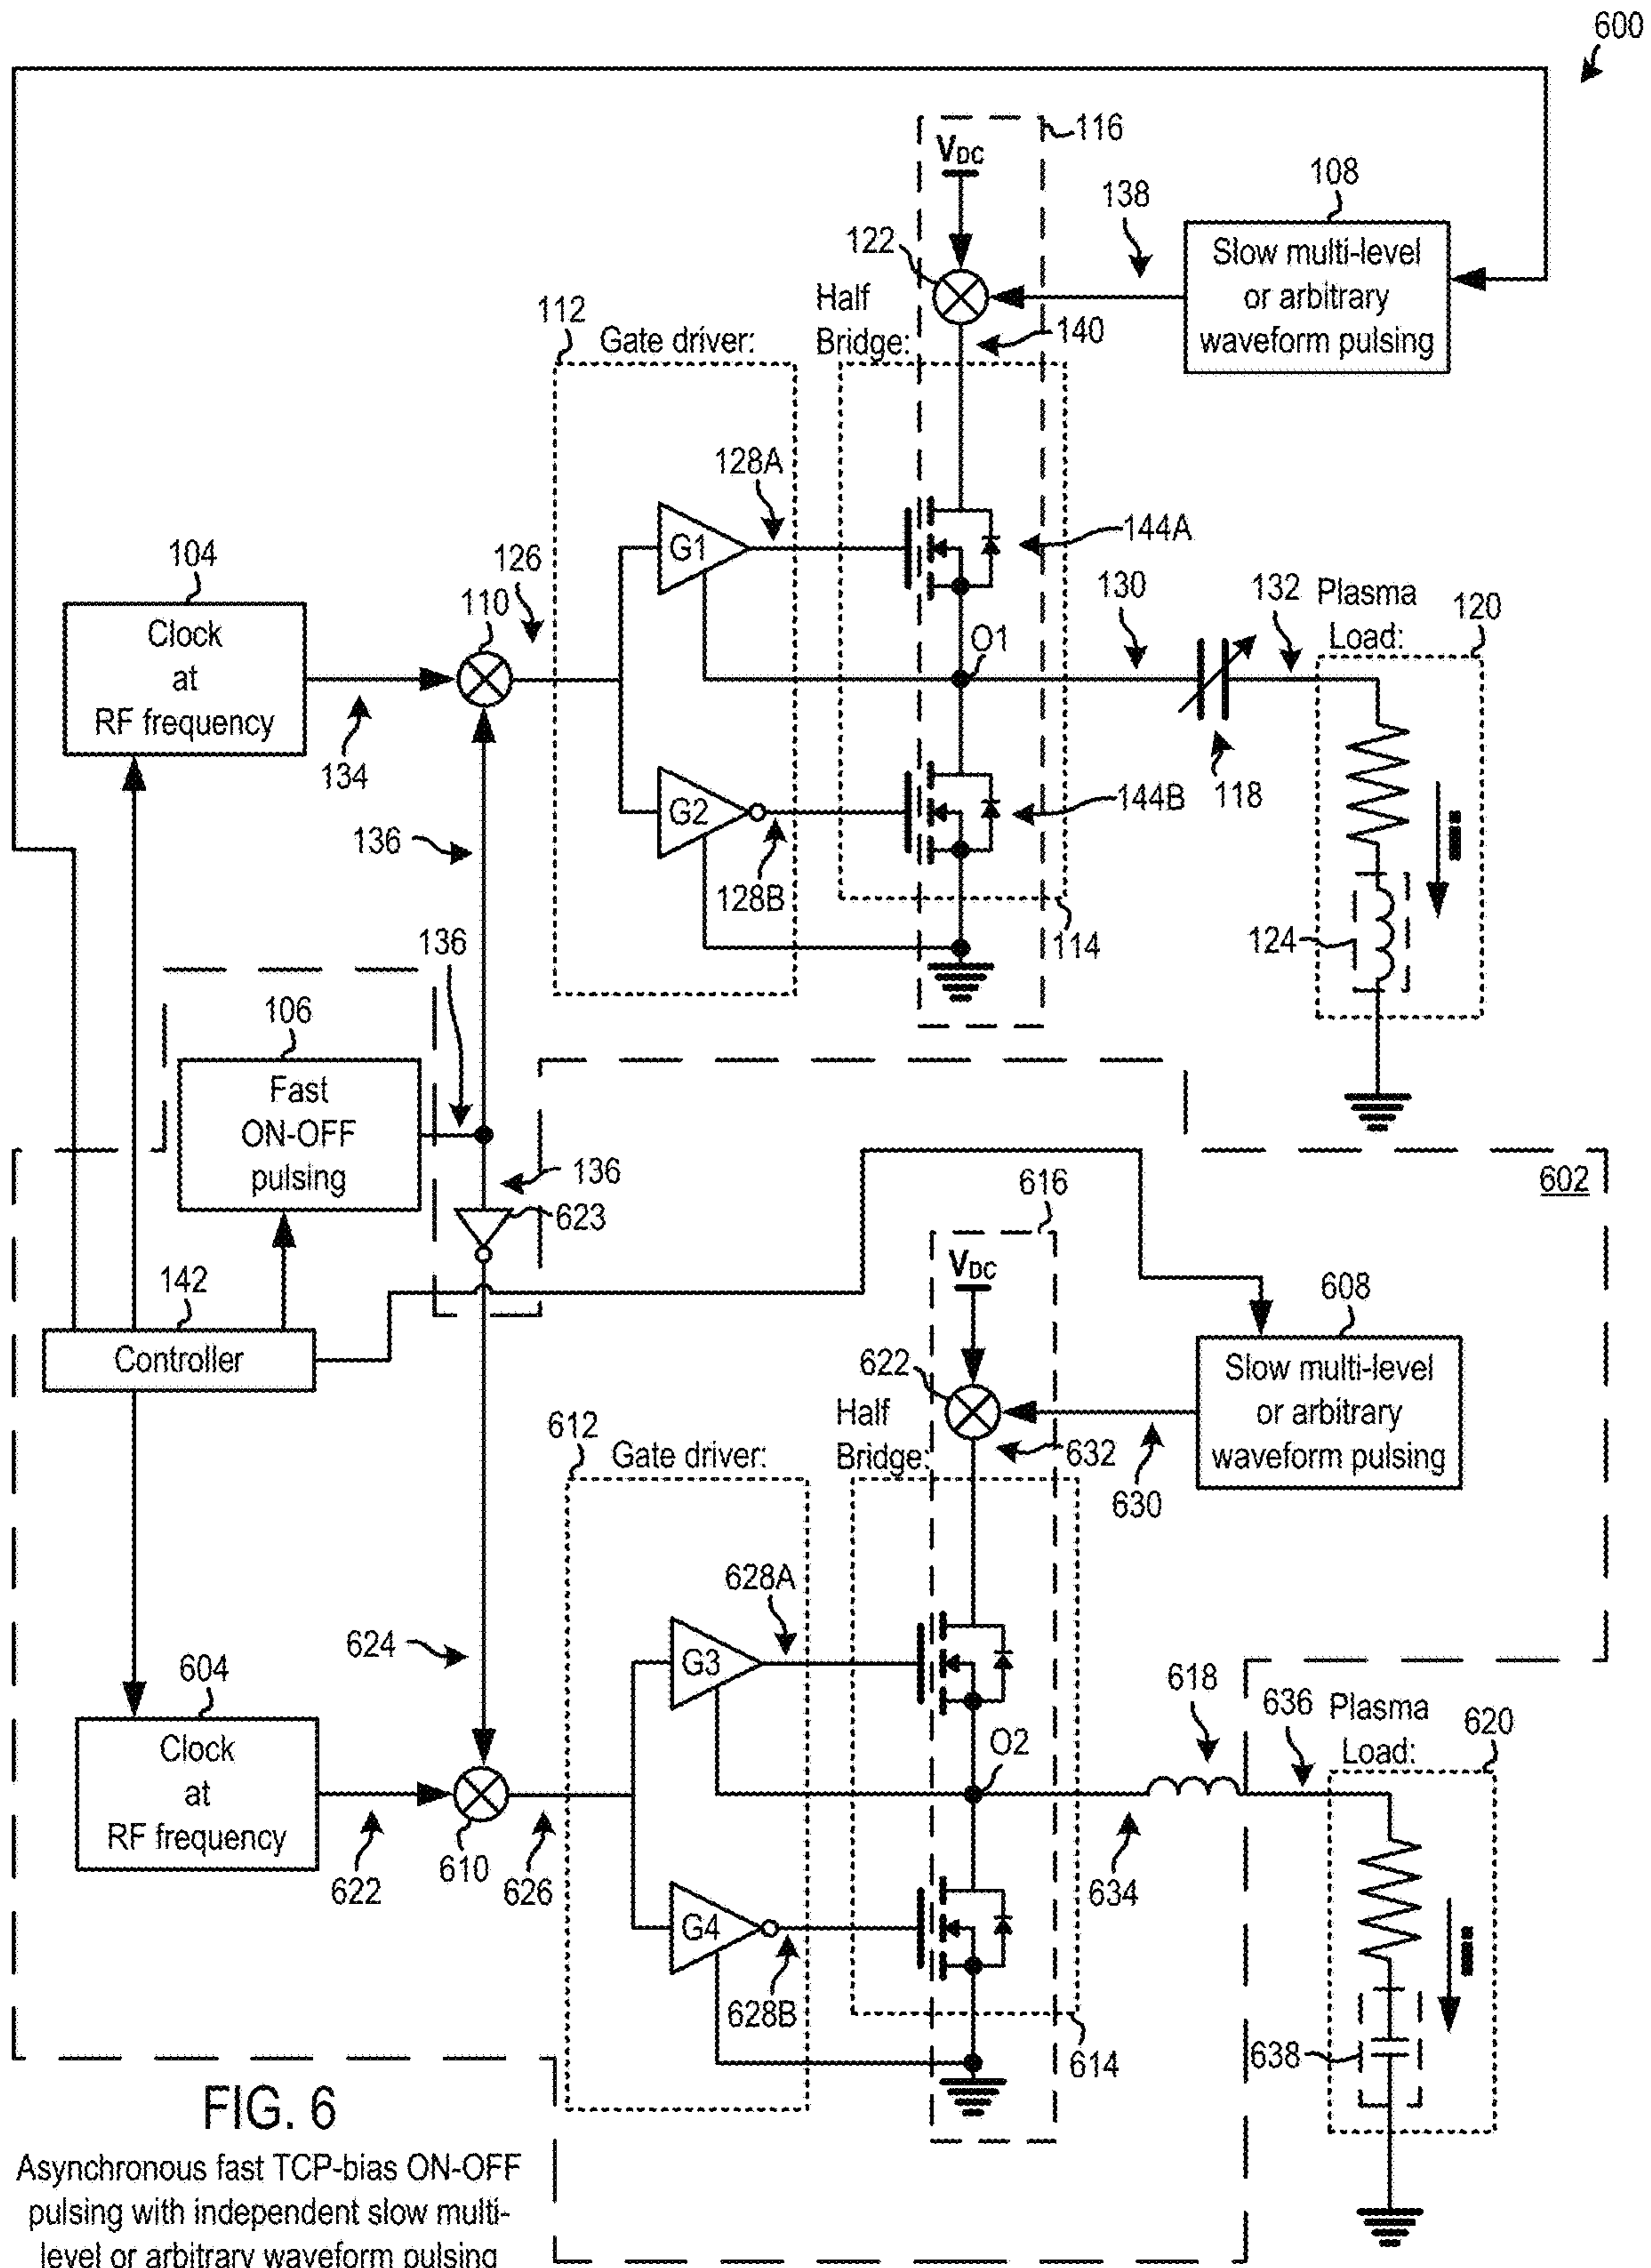 600
116
VDC
138
108
Slow multi-level
or arbitrary
waveform pulsing
122
Half
Bridge:
140
112
Gate driver:
128A
G1
144A
104
Clock
at
RF frequency
126
110
134
O1
130
132
Plasma
Load:
120
118
136
G2
144B
128B
114
124
136
106
Fast
ON-OFF
pulsing
136
623
602
616
VDC
142
Controller
608
Slow multi-level
or arbitrary
waveform pulsing
622
Half
Bridge:
632
630
612
Gate driver:
628A
G3
624
604
Clock
at
RF frequency
622
610
626
O2
618
636
Plasma
Load:
620
634
G4
628B
614
638
FIG. 6
Asynchronous fast TCP-bias ON-OFF
pulsing with independent slow multi-
level or arbitrary waveform pulsing